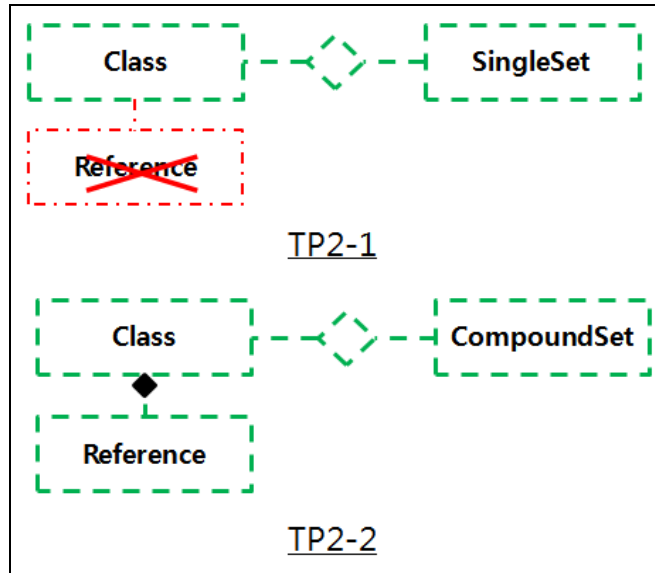 Class SingleSet
Reference
TP2-1
Class CompoundSet
Reference
TP2-2